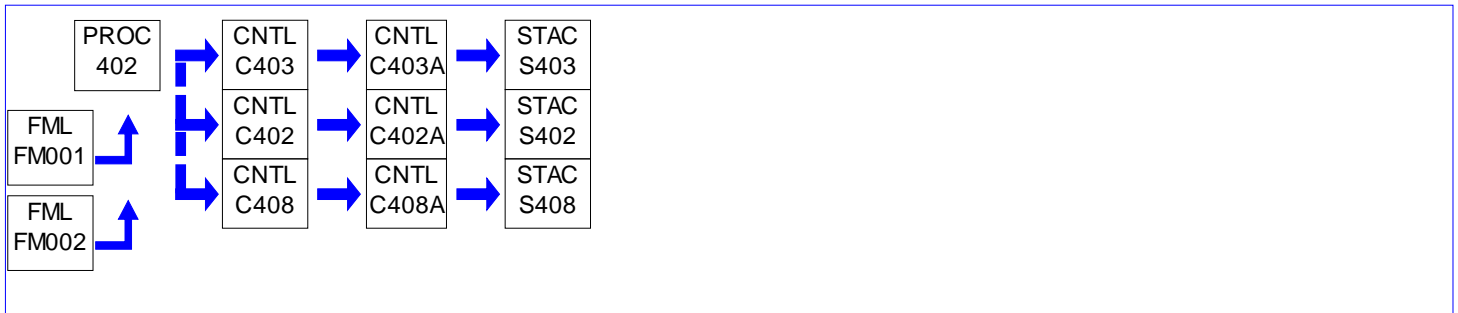 PROC
402
CNTL
C403
CNTL
C403A
STAC
S403
CNTL
C402
CNTL
C402A
STAC
S402
CNTL
C408
CNTL
C408A
STAC
S408
FML
FM001
FML
FM002